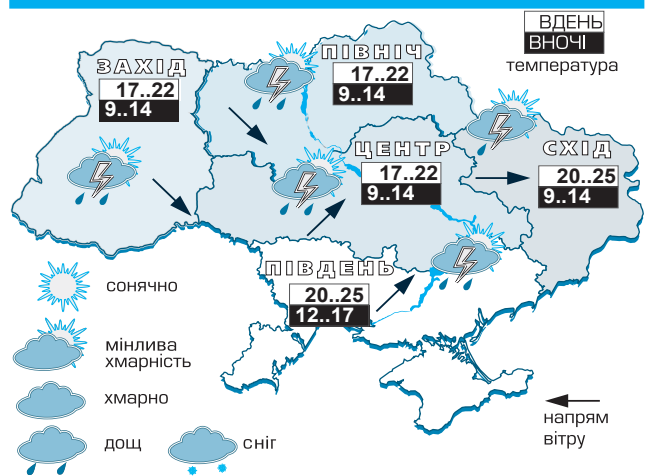 ВДЕНЬ
ВНОЧІ
температура
ЗАХІД
17..22
9..14
ПІВНІЧ
17..22
9..14
ЦЕНТР
17..22
9..14
СХІД
20..25
9..14
ПІВДЕНЬ
20..25
12..17
сонячно
мінлива
хмарність
хмарно
дощ
сніг
напрям
вітру